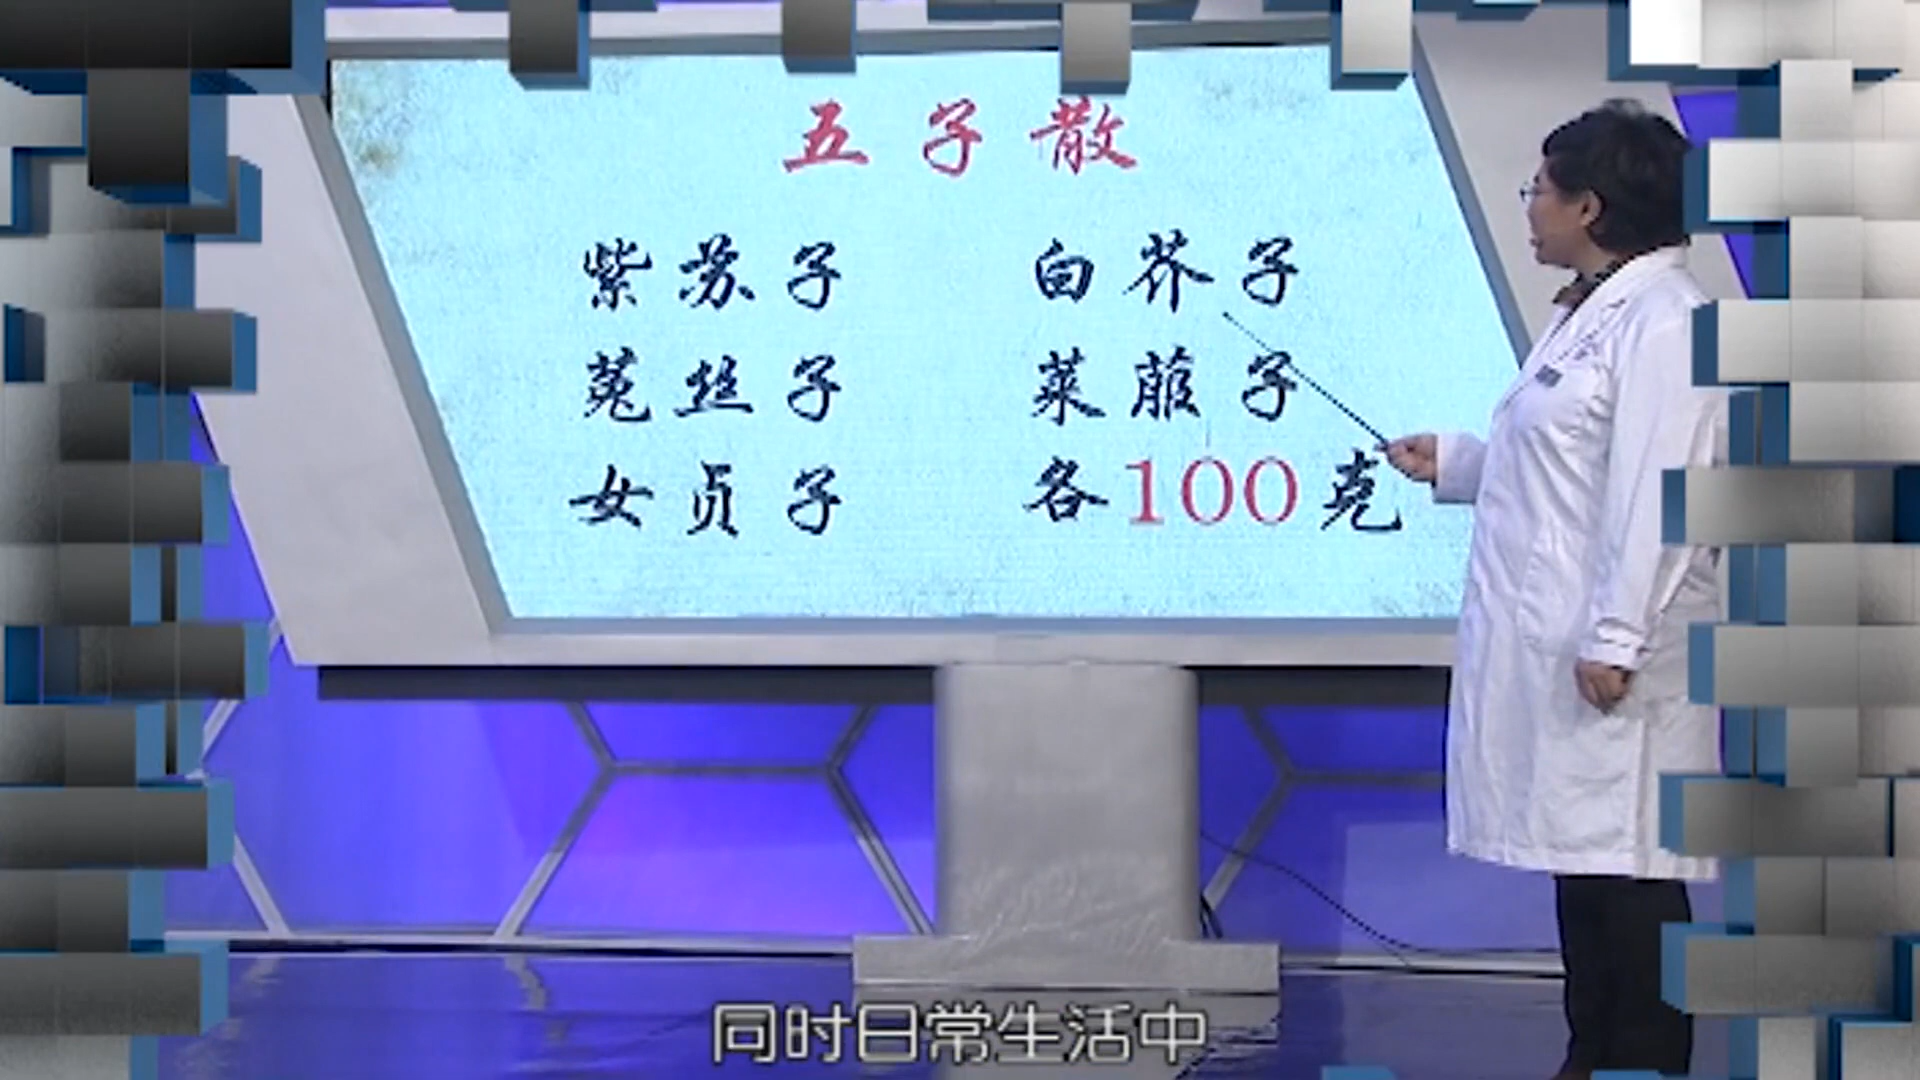 五子散
紫苏子 白芥子
菟丝子 莱菔子
女贞子 各100克
同时日常生活中